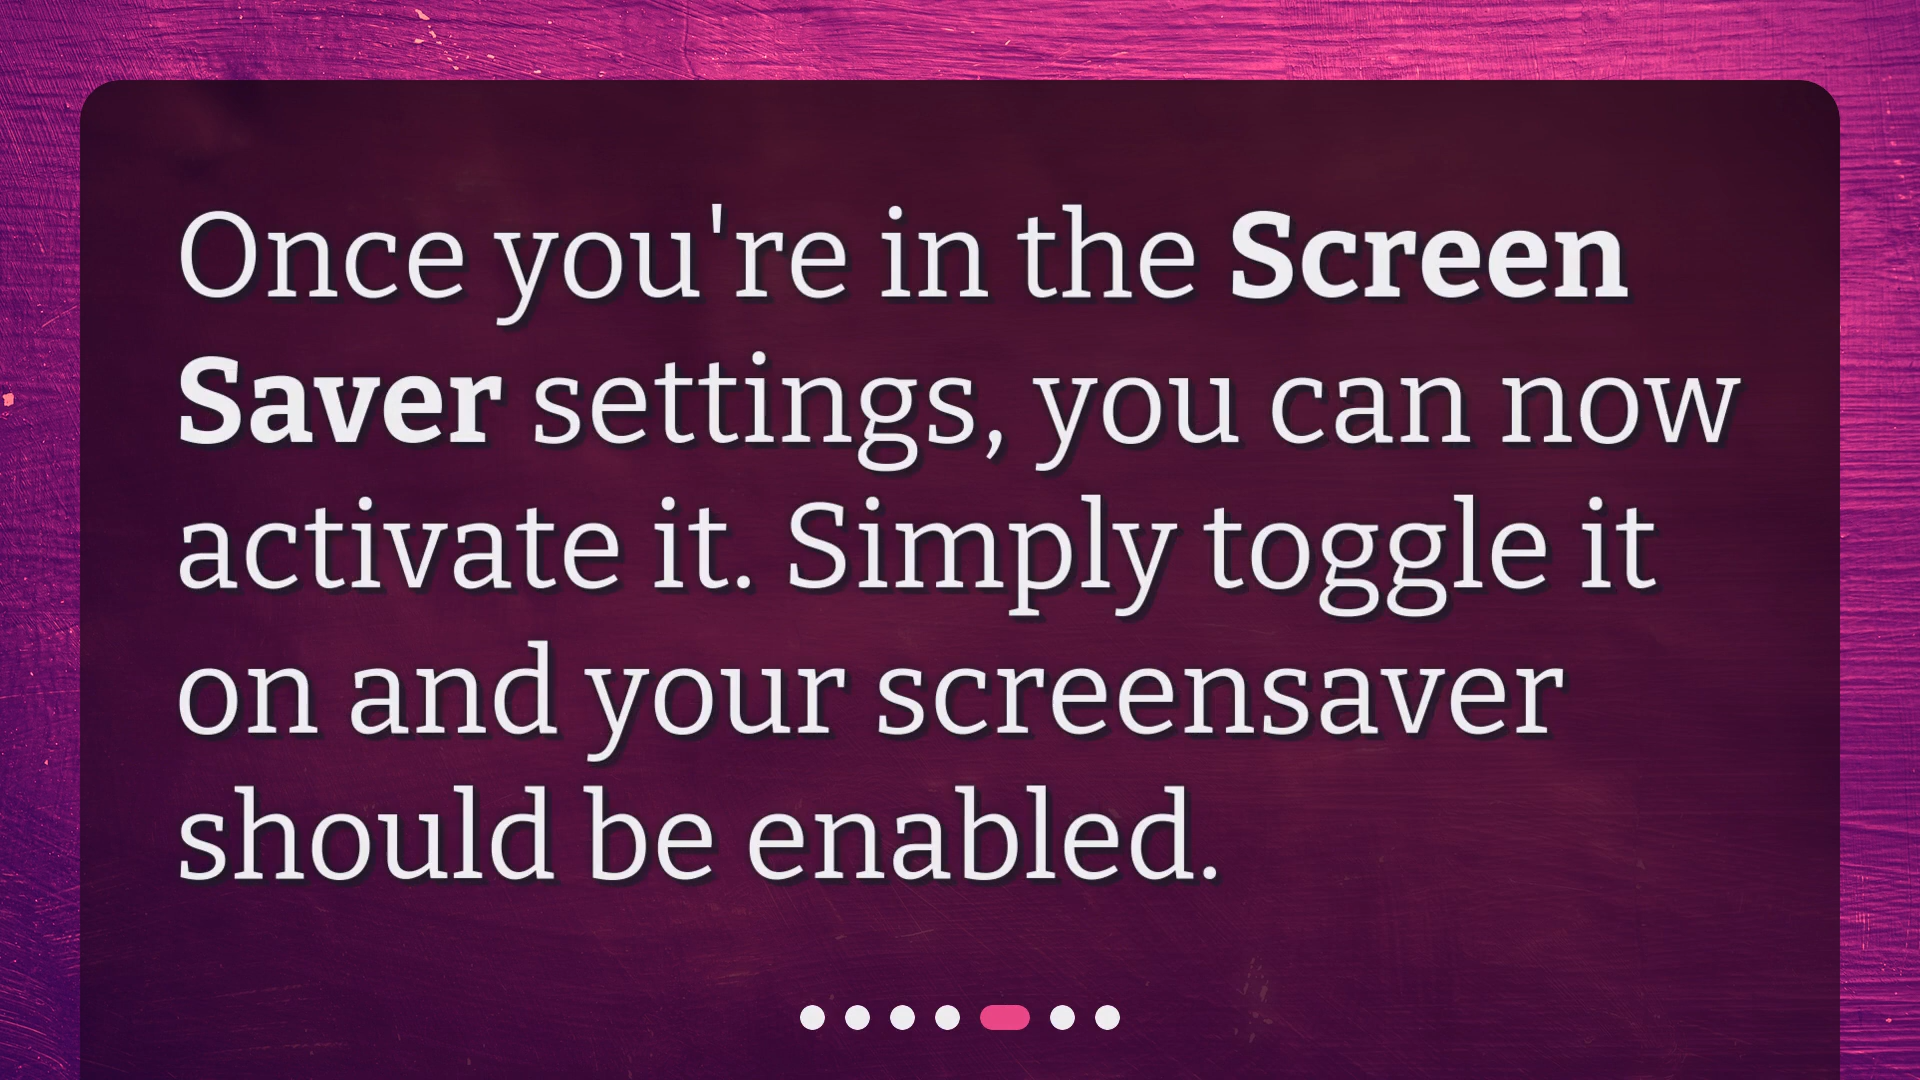 Once you're in the Screen
Saver settings, you can now
activate it. Simply toggle it
on and your screensaver
should be enabled.